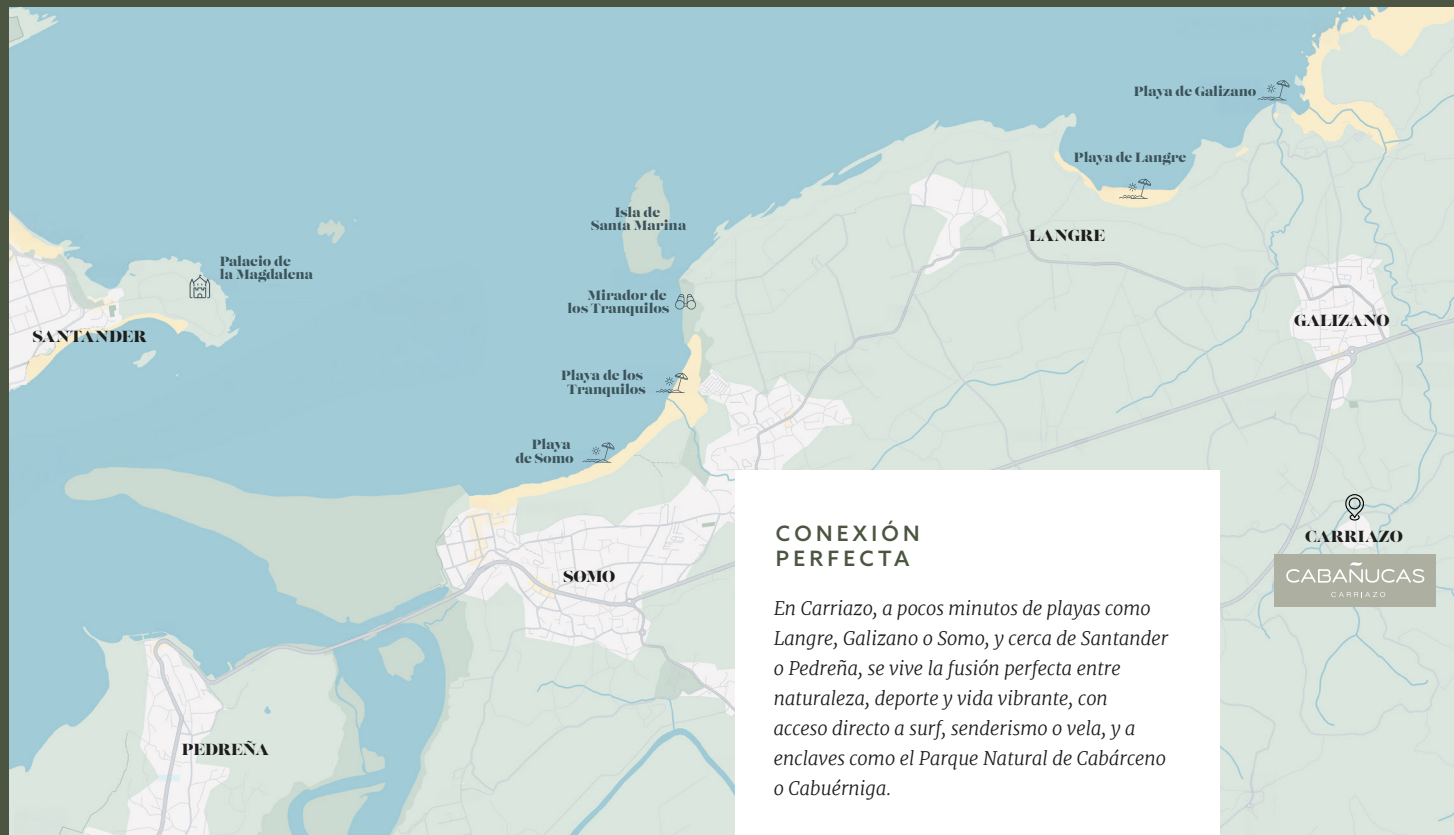 Playa de Galizano
Playa de Langre
Isla de
Santa Marina
LANGRE
Palacio de
la Magdalena
Mirador de
los Tranquilos
SANTANDER
GALIZANO
Playa de los
Tranquilos
Playa
de Somo
SOMO
CARRIAZO
CABAÑUCAS
CARRIAZO
PEDREÑA
CONEXIÓN
PERFECTA
En Carriazo, a pocos minutos de playas como
Langre, Galizano o Somo, y cerca de Santander
o Pedreña, se vive la fusión perfecta entre
naturaleza, deporte y vida vibrante, con
acceso directo a surf, senderismo o vela, y a
enclaves como el Parque Natural de Cabárceno
o Cabuérniga.